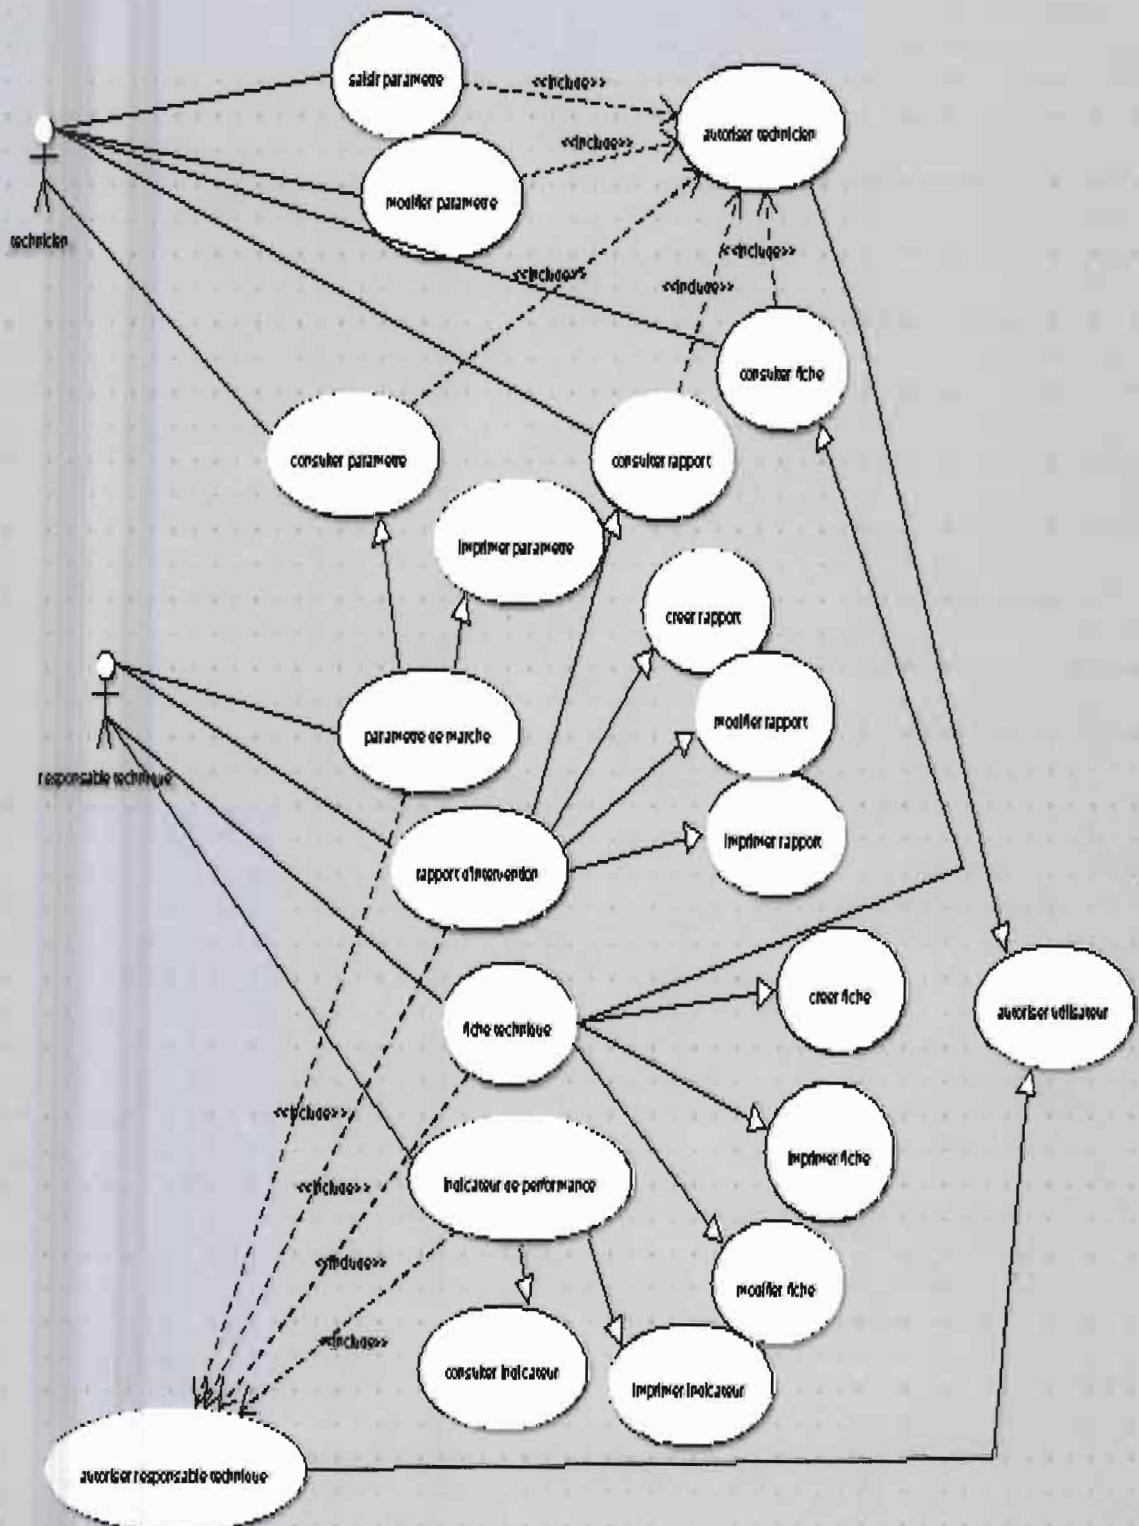 saisir parametre
<<include>>
autoriser technicien
<<include>>
modifier parametre
technicien
<<include>>
<<include>>
<<include>>
consulter fiche
consulter parametre
consulter rapport
imprimer parametre
creer rapport
modifier rapport
parametre de marche
responsable technique
imprimer rapport
rapport d'intervention
creer fiche
autoriser utilisateur
fiche technique
<<include>>
imprimer fiche
indicateur de performance
<<include>>
<<include>>
modifier fiche
<<include>>
consulter indicateur
imprimer indicateur
autoriser responsable technique